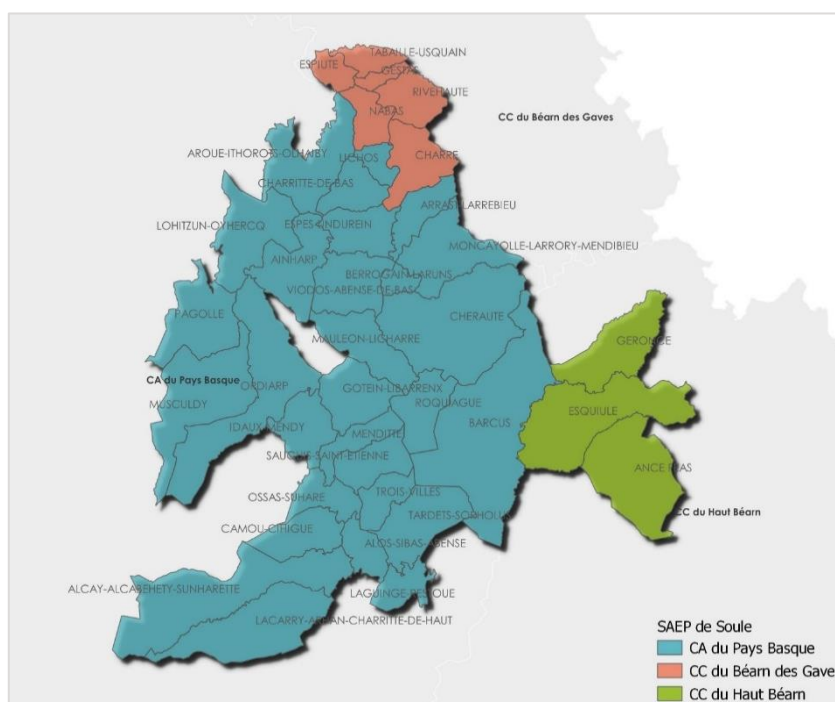 TABAILLE-USQUAIN
ESPIUTE
GESTAS
RIVEHAUTE
NABAS
CC du Béarn des Gaves
AROUE-ITHOROTS-OLHAIBY
LICHOS
CHARRE
CHARRITTE-DE-BAS
ARRAST-LARREBIEU
LOHITZUN-OYHERCQ
ESPES-UNDUREIN
MONCAYOLLE-LARRORY-MENDIBIEU
AINHARP
BERROGAIN-LARUNS
VIODOS-ABENSE-DE-BAS
PAGOLLE
CHERAUTE
MAULEON-LICHARRE
GERONCE
CA du Pays Basque
ORDIARP
GOTEIN-LIBARRENX
MUSCULDY
ROQUIAGUE
ESQUIULE
IDAUX-MENDY
MENDITTE
BARCUS
SAUGUIS-SAINT-ETIENNE
ANCE FEAS
OSSAS-SUHARE
TROIS-VILLES
CAMOU-CIHIGUE
TARDETS-SORHOLUS
CC du Haut Béarn
ALOS-SIBAS-ABENSE
ALCAY-ALCABEHETY-SUNHARETTE
LAGUINGE-RESTOUE
LACARRY-ARHAN-CHARRITTE-DE-HAUT
SAEP de Soule
CA du Pays Basque
CC du Béarn des Gave
CC du Haut Béarn